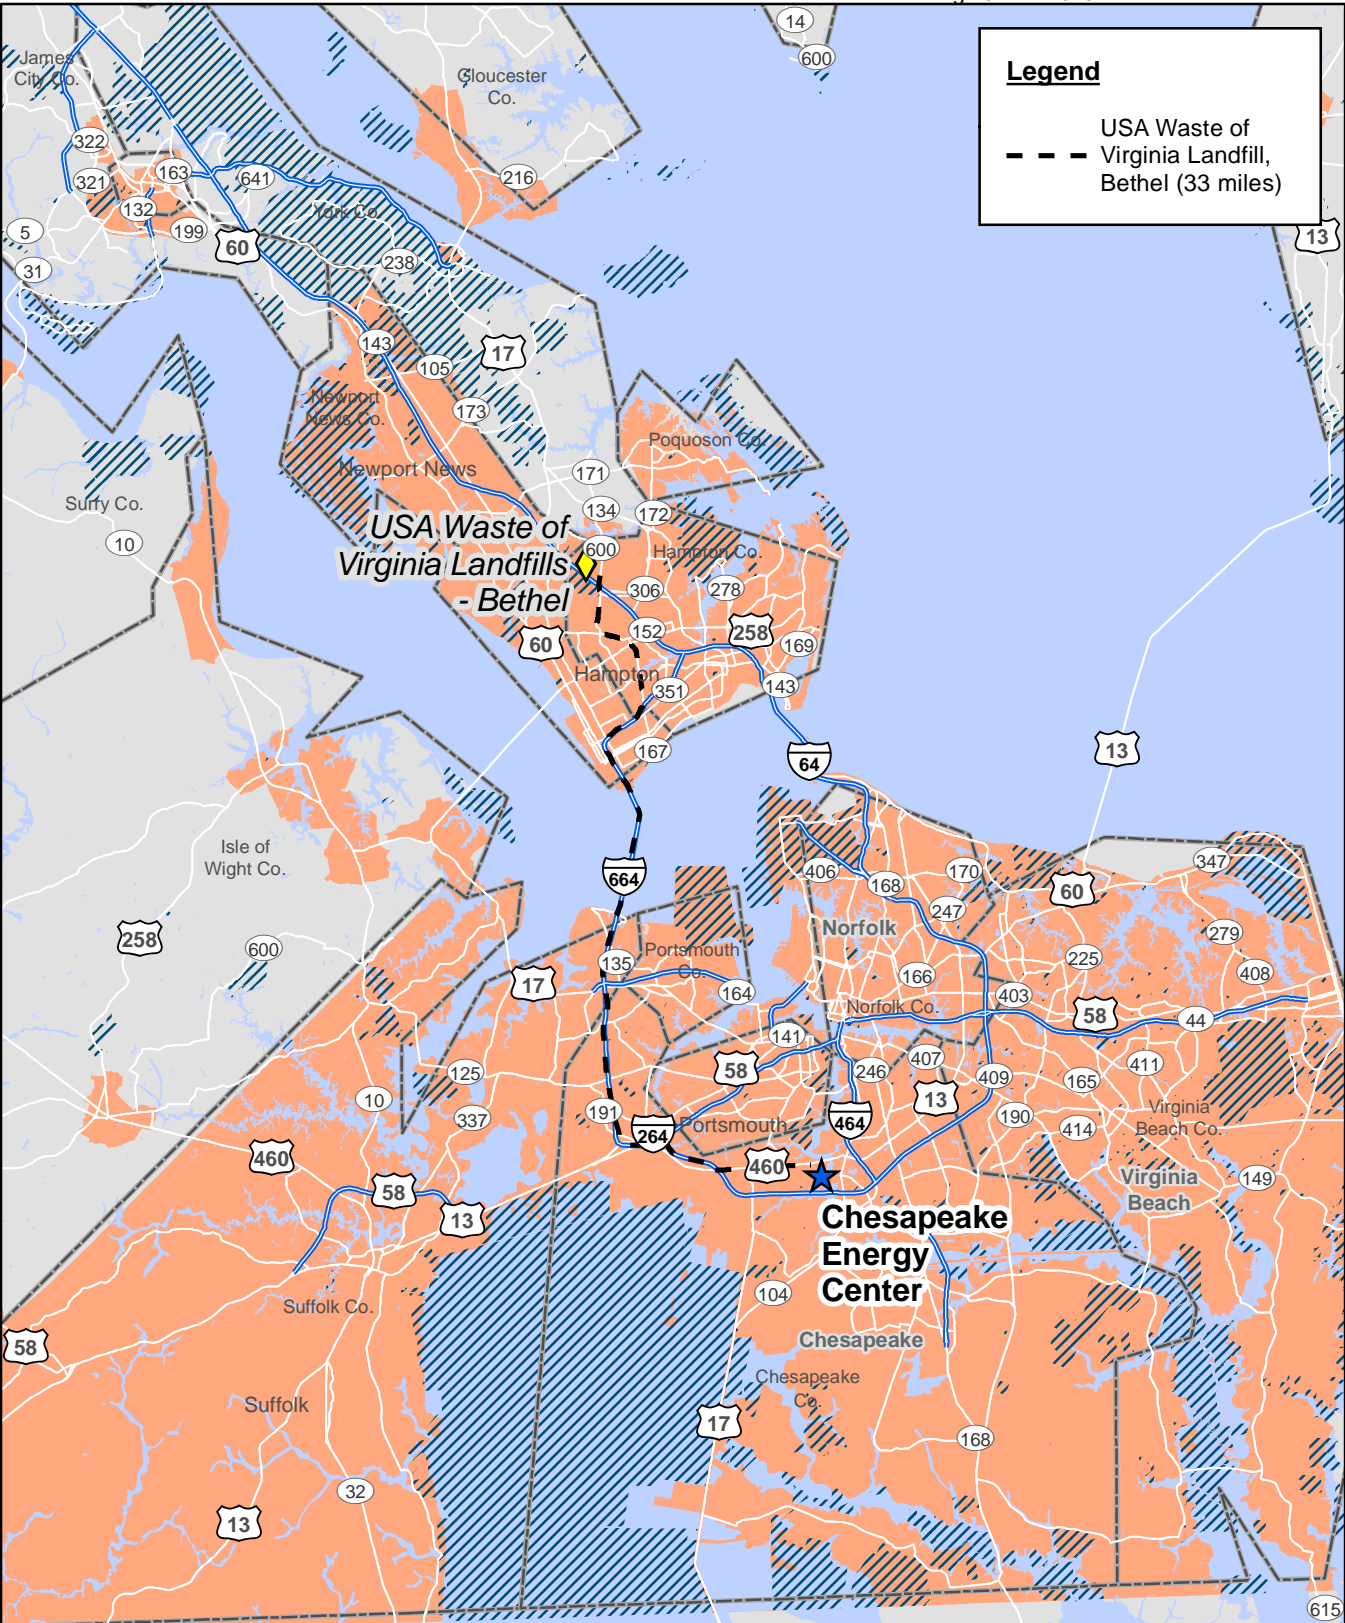 14
600
James
City Co.
Gloucester
Co.
Legend
USA Waste of
Virginia Landfill,
Bethel (33 miles)
322
163
641
216
321
132
York Co.
199
5
60
13
238
31
143
17
105
Newport
News Co.
173
Poquoson Co.
Newport News
171
Surry Co.
134
172
10
USA Waste of
Virginia Landfills
- Bethel
600
Hampton Co.
306
278
152
258
60
169
Hampton
351
143
167
13
64
Isle of
Wight Co.
664
406
168
170
60
347
247
258
600
Norfolk
279
Portsmouth
Co.
135
225
408
17
166
164
403
Norfolk Co.
58
44
141
407
411
125
58
246
409
165
10
13
337
191
190
Virginia
Beach Co.
264
Portsmouth
464
414
460
460
Virginia
Beach
149
58
13
Chesapeake
Energy
Center
104
Suffolk Co.
58
Chesapeake
Chesapeake
Co.
Suffolk
17
168
32
13
615